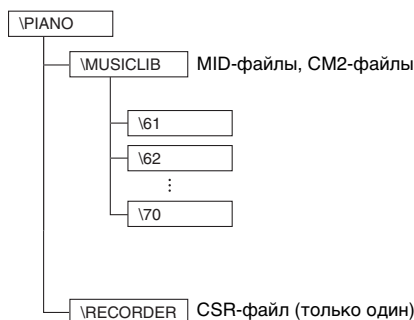 \PIANO
\MUSICLIB MID-файлы, CM2-файлы
\61
\62
⋮
\70
\RECORDER CSR-файл (только один)